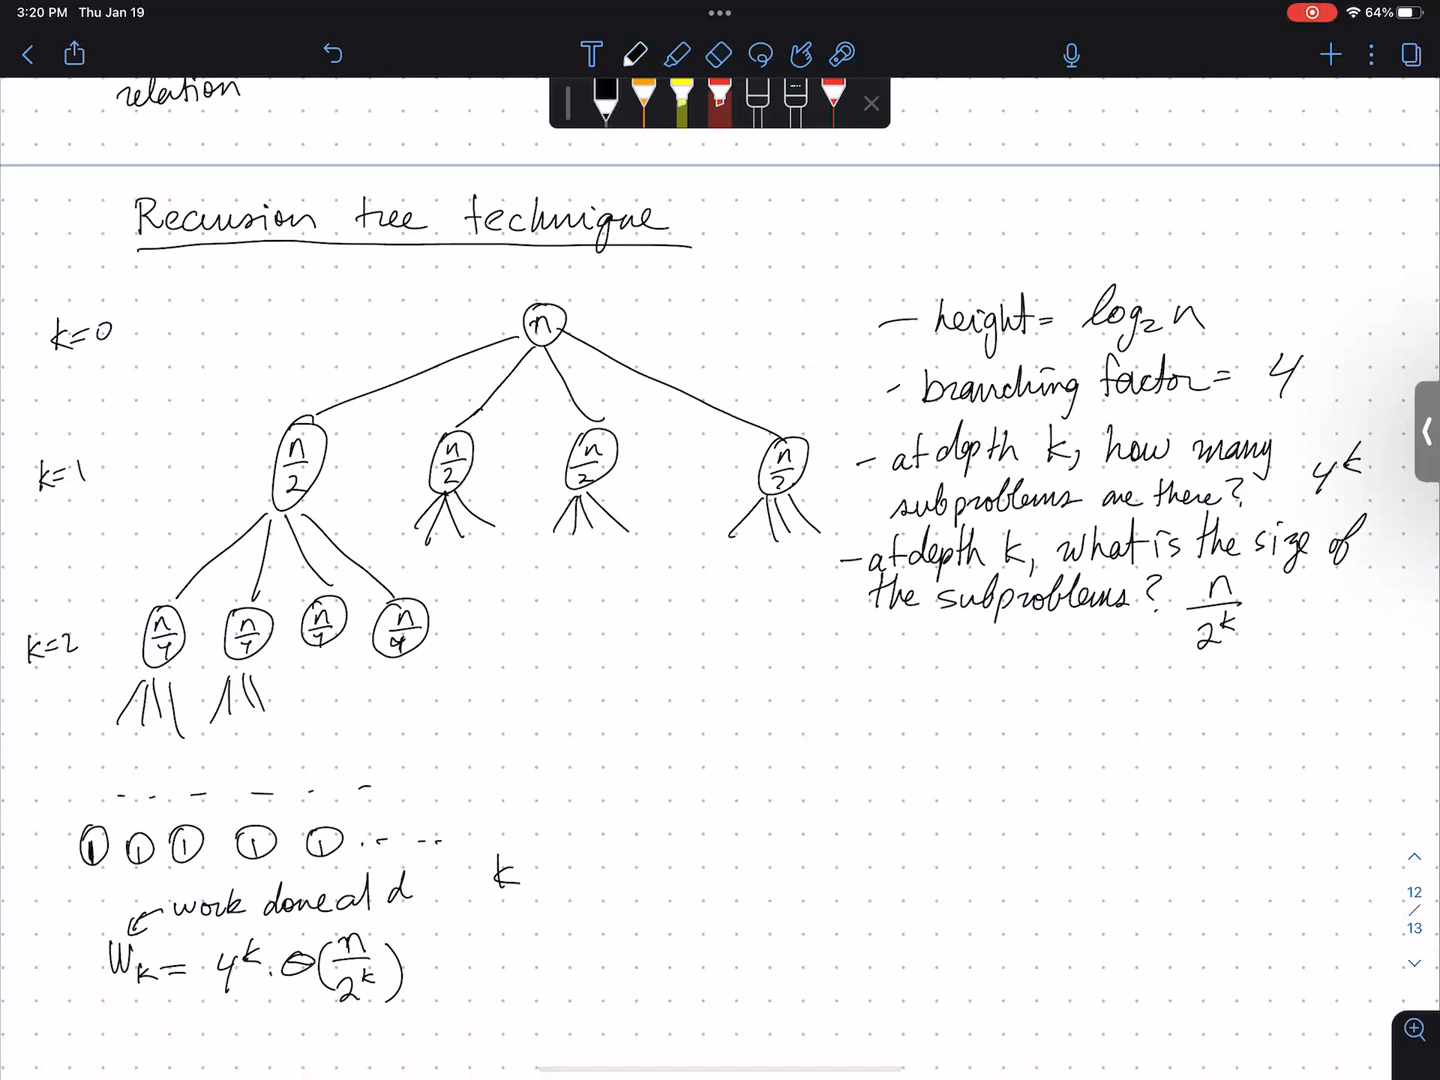 3:20 PM Thu Jan 19
64%
T
relation
Recursion tree technique
k=0
n
k=1
n/2 n/2 n/2 n/2
k=2
n/4 n/4 n/4 n/4
1 1 1 1 1
work done at d k
W_k = 4^k · Θ(n/2^k)
- height = log₂ n
- branching factor = 4
- at depth k, how many
subproblems are there? 4^k
- at depth k, what is the size of
the subproblems? n/2^k
12
/
13